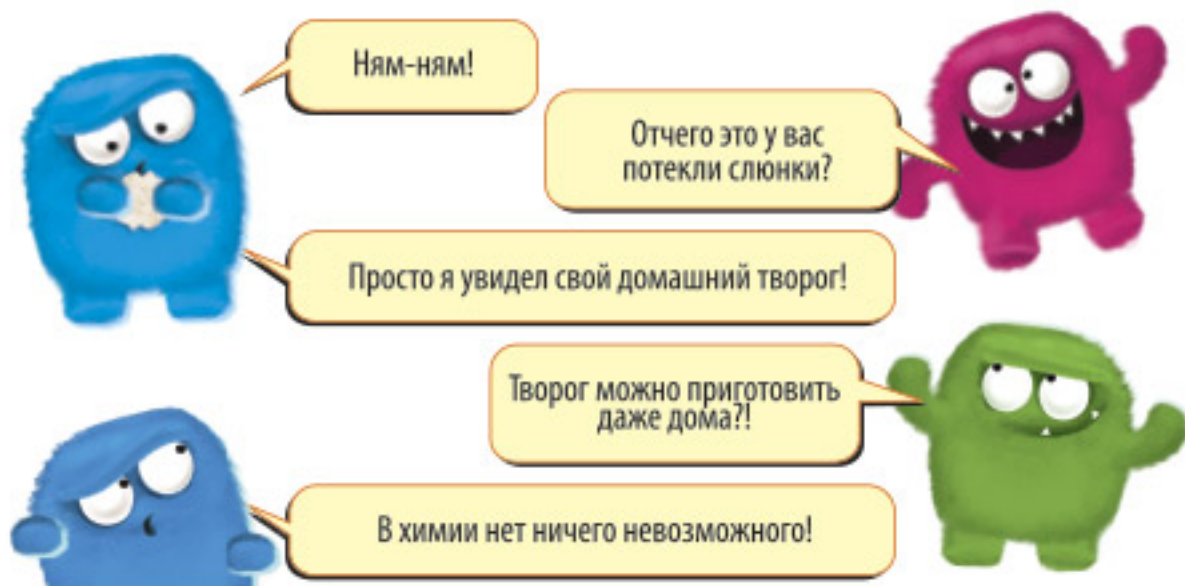 Ням-ням!
Отчего это у вас
потекли слюнки?
Просто я увидел свой домашний творог!
Творог можно приготовить
даже дома?!
В химии нет ничего невозможного!